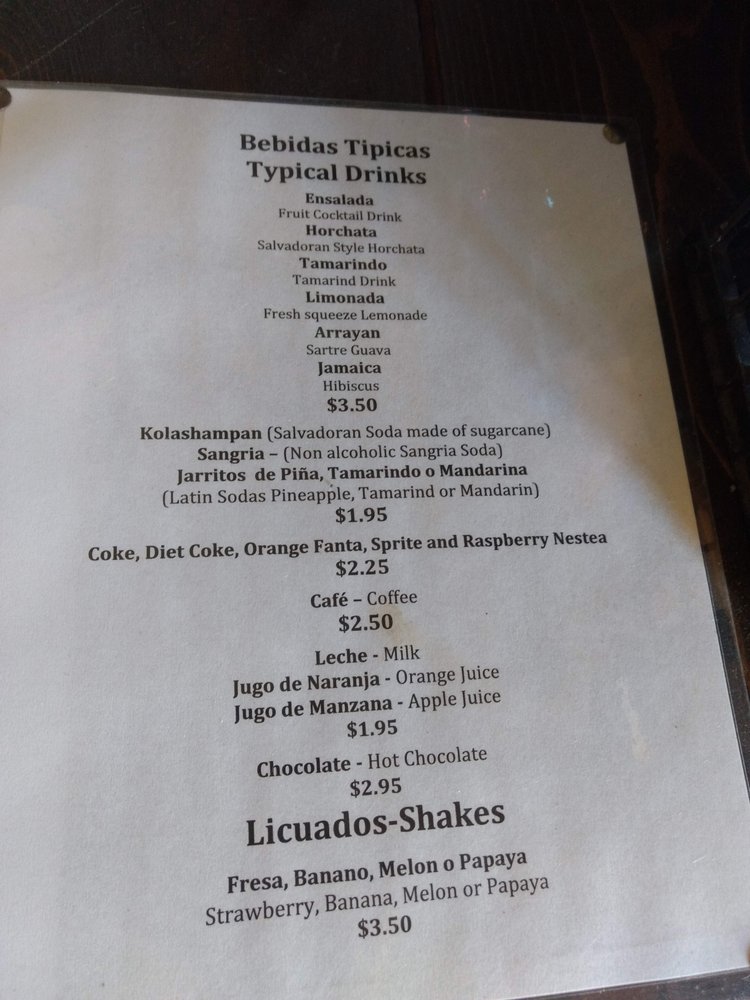 Bebidas Tipicas
Typical Drinks
Ensalada
Fruit Cocktail Drink
Horchata
Salvadoran Style Horchata
Tamarindo
Tamarind Drink
Limonada
Fresh squeeze Lemonade
Arrayan
Sartre Guava
Jamaica
Hibiscus
$3.50
Kolashampan (Salvadoran Soda made of sugarcane)
Sangria – (Non alcoholic Sangria Soda)
Jarritos de Piña, Tamarindo o Mandarina
(Latin Sodas Pineapple, Tamarind or Mandarin)
$1.95
Coke, Diet Coke, Orange Fanta, Sprite and Raspberry Nestea
$2.25
Café – Coffee
$2.50
Leche - Milk
Jugo de Naranja - Orange Juice
Jugo de Manzana - Apple Juice
$1.95
Chocolate - Hot Chocolate
$2.95
Licuados-Shakes
Fresa, Banano, Melon o Papaya
Strawberry, Banana, Melon or Papaya
$3.50